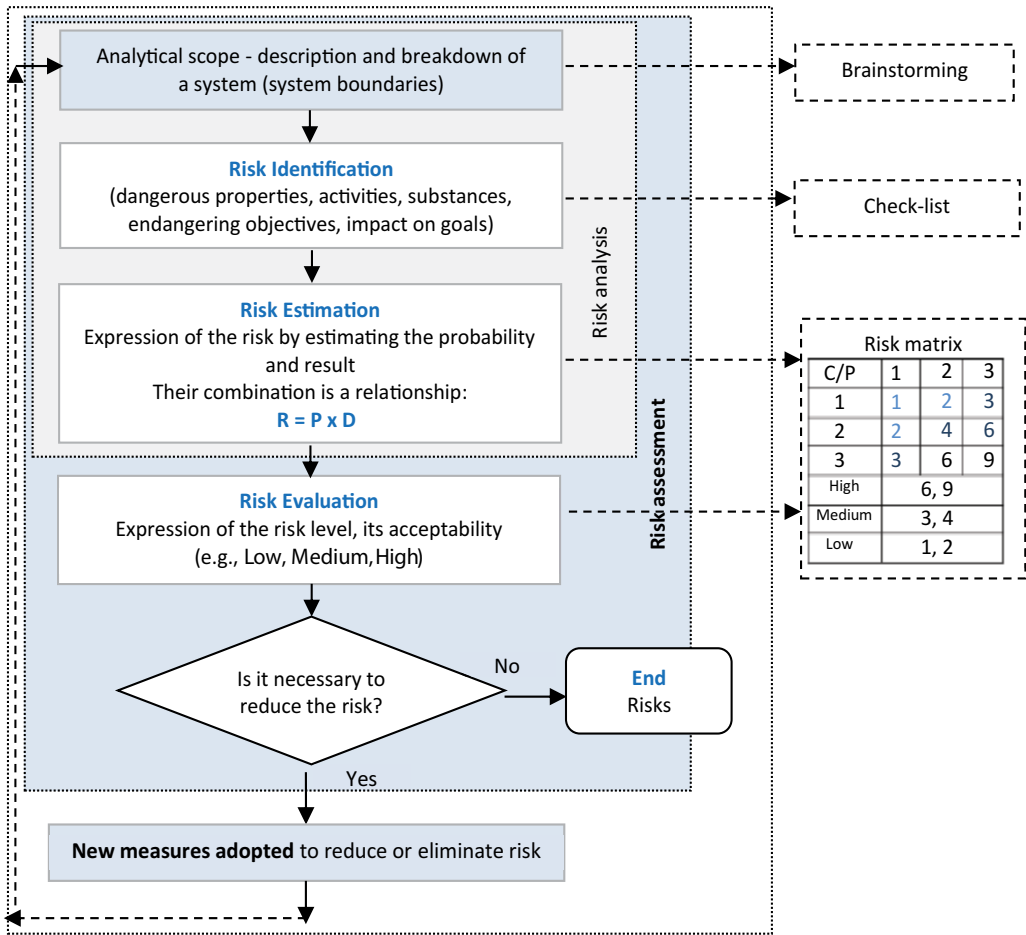 Analytical scope - description and breakdown of
a system (system boundaries)
Brainstorming
Risk Identification
(dangerous properties, activities, substances,
endangering objectives, impact on goals)
Check-list
Risk Estimation
Expression of the risk by estimating the probability
and result
Their combination is a relationship:
R = P x D
Risk analysis
Risk matrix
C/P 1 2 3
1 1 2 3
2 2 4 6
3 3 6 9
High 6, 9
Medium 3, 4
Low 1, 2
Risk Evaluation
Expression of the risk level, its acceptability
(e.g., Low, Medium,High)
Risk assessment
Is it necessary to
reduce the risk?
No
End
Risks
Yes
New measures adopted to reduce or eliminate risk